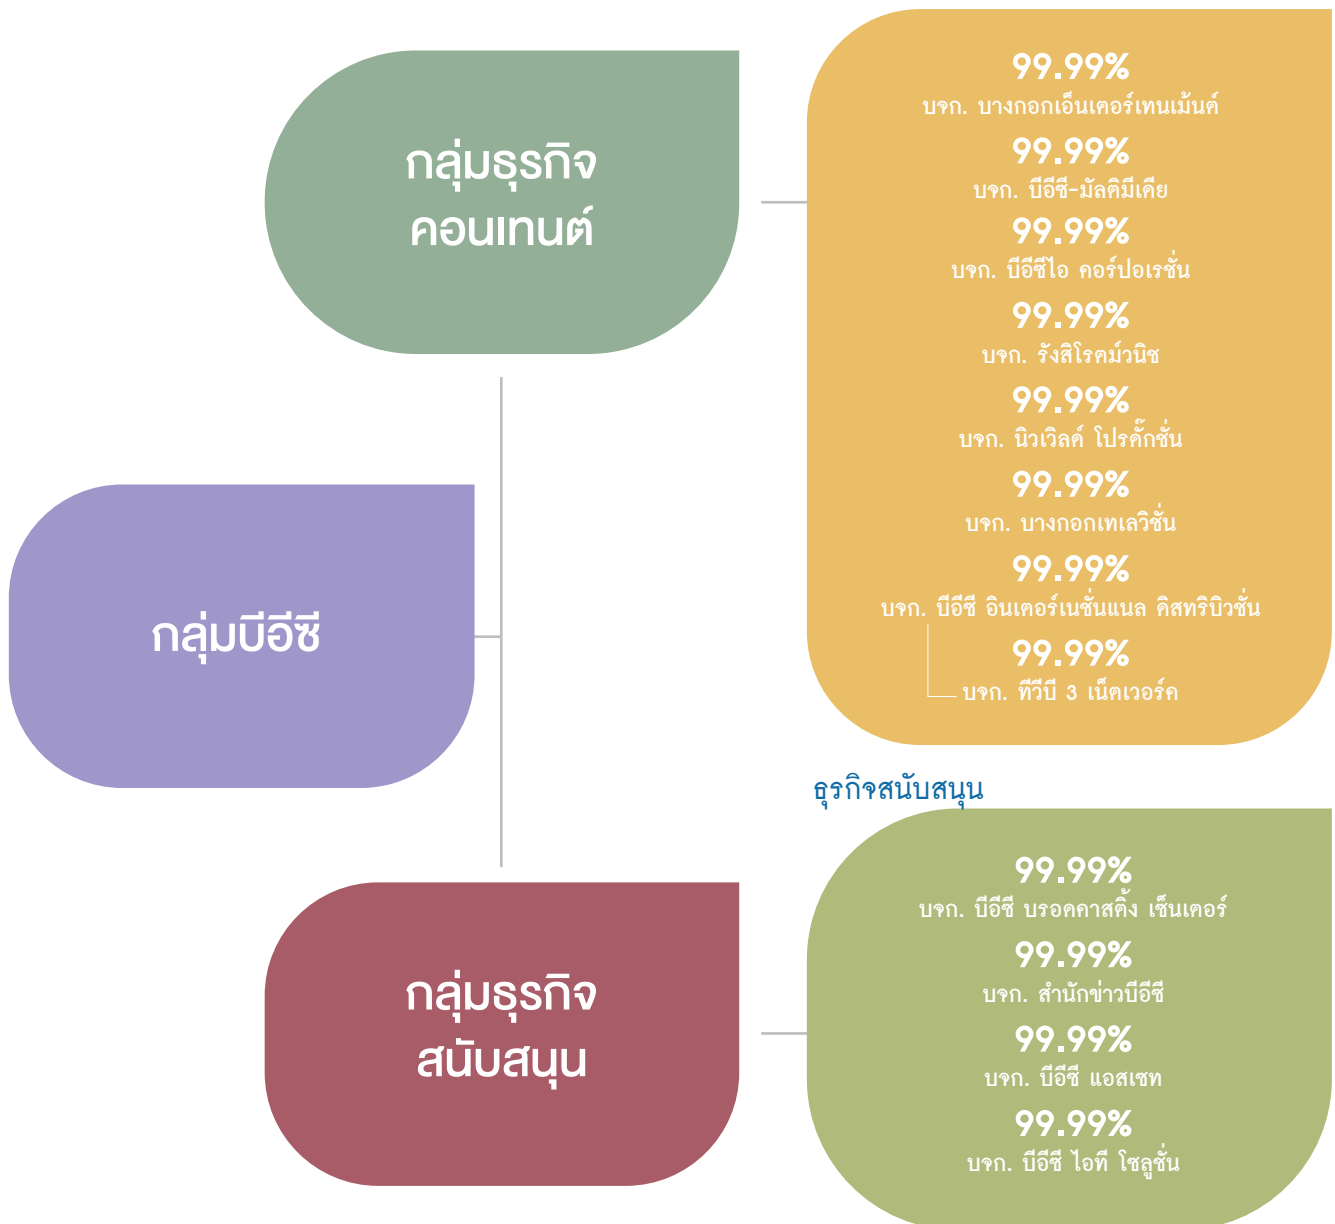 กลุ่มธุรกิจ
คอนเทนต์
99.99%
บจก. บางกอกเอ็นเตอร์เทนเม้นต์
99.99%
บจก. บีอีซี-มัลติมีเดีย
99.99%
บจก. บีอีซีไอ คอร์ปอเรชั่น
99.99%
บจก. รังสิโรตม์วนิช
99.99%
บจก. นิวเวิลด์ โปรดั๊กชั่น
99.99%
บจก. บางกอกเทเลวิชั่น
99.99%
บจก. บีอีซี อินเตอร์เนชั่นแนล ดิสทริบิวชั่น
99.99%
บจก. ทีวีบี 3 เน็ตเวอร์ค
กลุ่มบีอีซี
ธุรกิจสนับสนุน
กลุ่มธุรกิจ
สนับสนุน
99.99%
บจก. บีอีซี บรอดคาสติ้ง เซ็นเตอร์
99.99%
บจก. สำนักข่าวบีอีซี
99.99%
บจก. บีอีซี แอสเซท
99.99%
บจก. บีอีซี ไอที โซลูชั่น